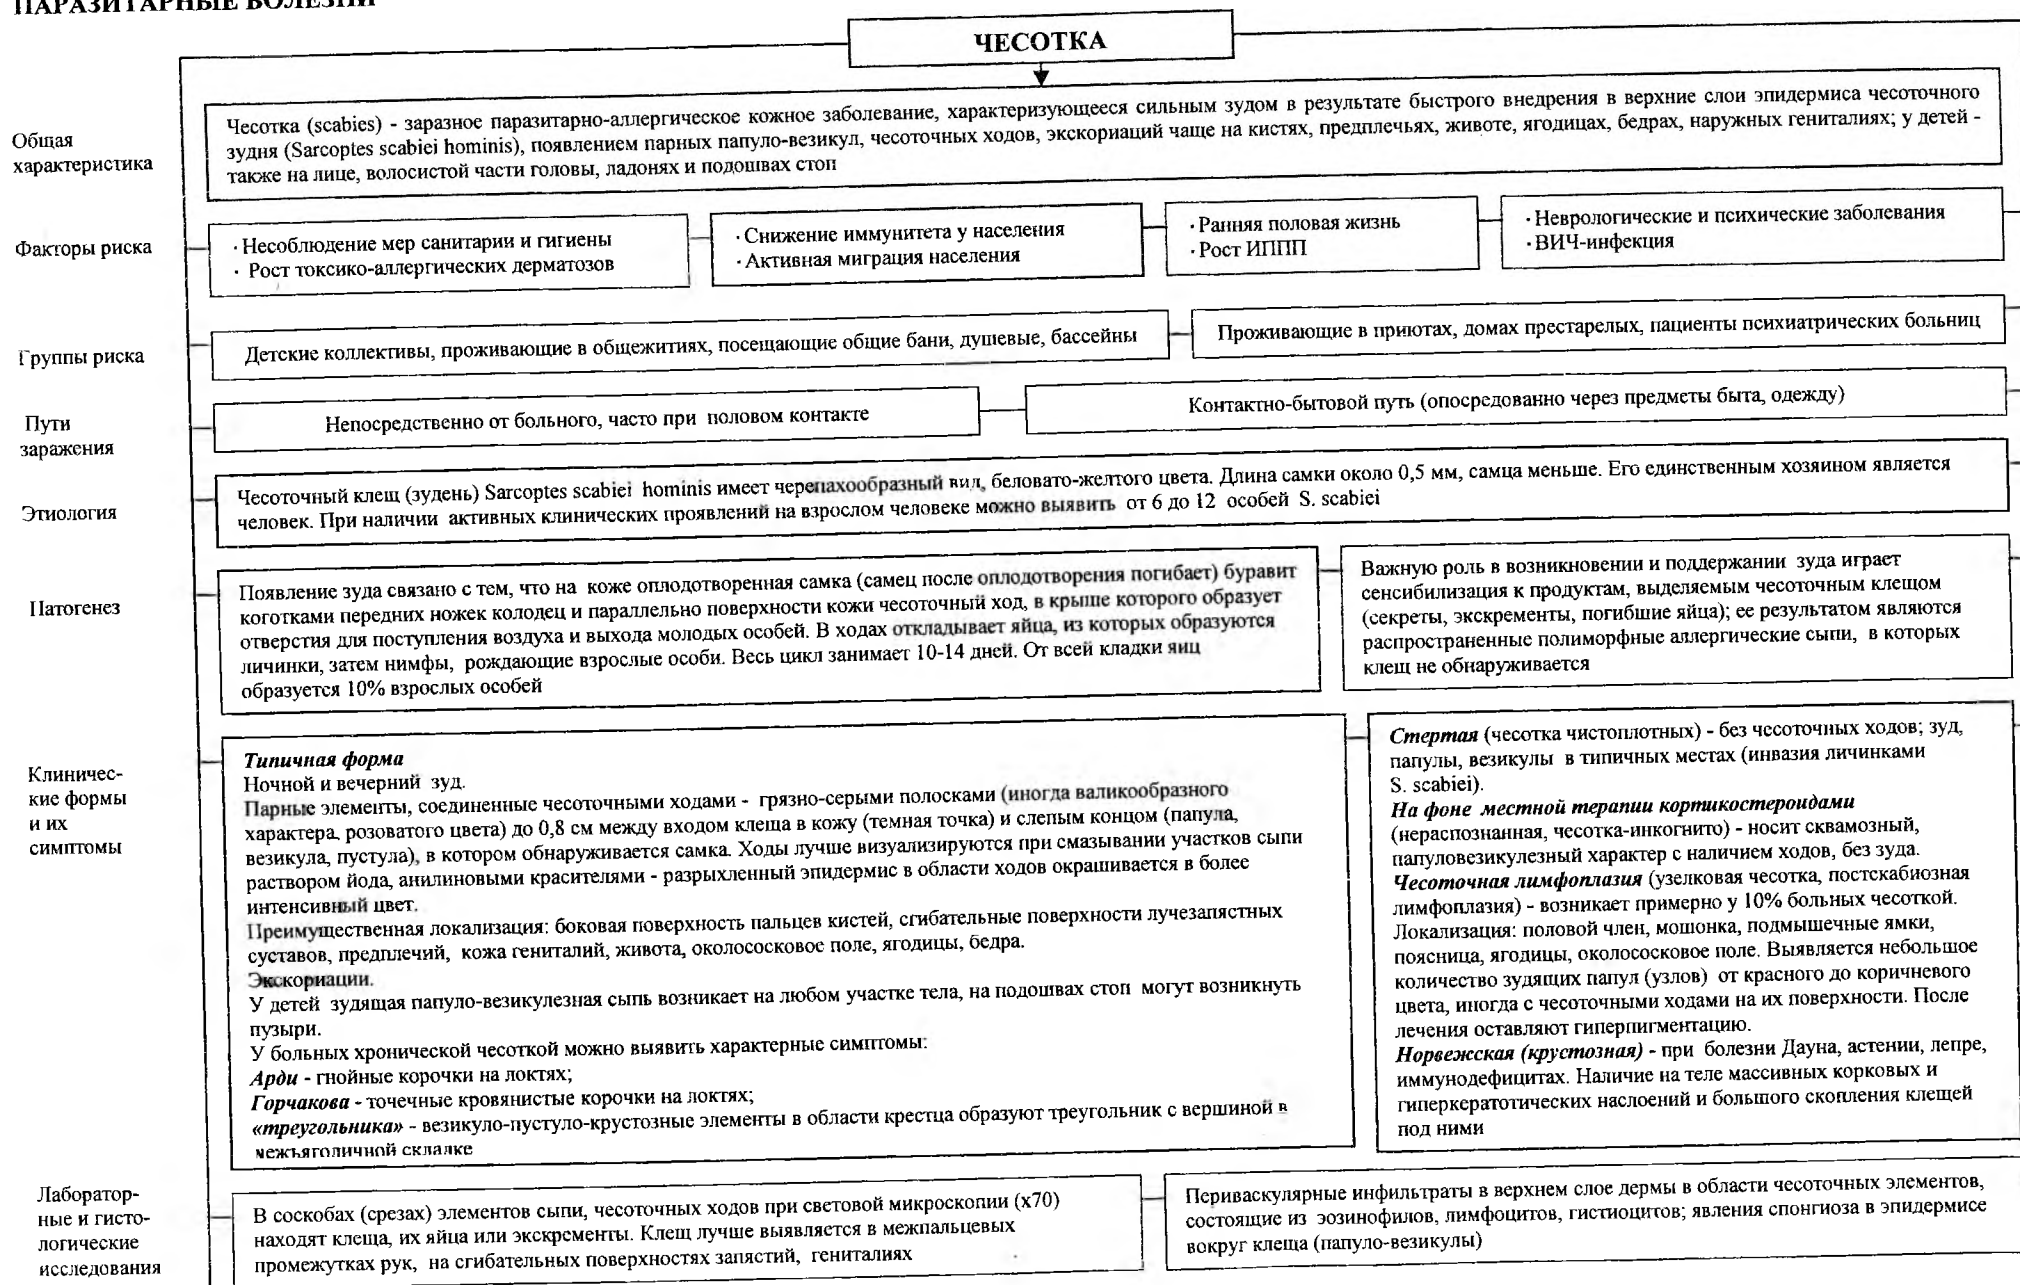 ПАРАЗИТАРНЫЕ БОЛЕЗНИ
ЧЕСОТКА
Общая
характеристика
Чесотка (scabies) - заразное паразитарно-аллергическое кожное заболевание, характеризующееся сильным зудом в результате быстрого внедрения в верхние слои эпидермиса чесоточного
зудня (Sarcoptes scabiei hominis), появлением парных папуло-везикул, чесоточных ходов, экскориаций чаще на кистях, предплечьях, животе, ягодицах, бедрах, наружных гениталиях; у детей -
также на лице, волосистой части головы, ладонях и подошвах стоп
Факторы риска
· Несоблюдение мер санитарии и гигиены
· Рост токсико-аллергических дерматозов
· Снижение иммунитета у населения
· Активная миграция населения
· Ранняя половая жизнь
· Рост ИППП
· Неврологические и психические заболевания
· ВИЧ-инфекция
Группы риска
Детские коллективы, проживающие в общежитиях, посещающие общие бани, душевые, бассейны
Проживающие в приютах, домах престарелых, пациенты психиатрических больниц
Пути
заражения
Непосредственно от больного, часто при половом контакте
Контактно-бытовой путь (опосредованно через предметы быта, одежду)
Этиология
Чесоточный клещ (зудень) Sarcoptes scabiei hominis имеет черепахообразный вид, беловато-желтого цвета. Длина самки около 0,5 мм, самца меньше. Его единственным хозяином является
человек. При наличии активных клинических проявлений на взрослом человеке можно выявить от 6 до 12 особей S. scabiei
Патогенез
Появление зуда связано с тем, что на коже оплодотворенная самка (самец после оплодотворения погибает) буравит
коготками передних ножек колодец и параллельно поверхности кожи чесоточный ход, в крыше которого образует
отверстия для поступления воздуха и выхода молодых особей. В ходах откладывает яйца, из которых образуются
личинки, затем нимфы, рождающие взрослые особи. Весь цикл занимает 10-14 дней. От всей кладки яиц
образуется 10% взрослых особей
Важную роль в возникновении и поддержании зуда играет
сенсибилизация к продуктам, выделяемым чесоточным клещом
(секреты, экскременты, погибшие яйца); ее результатом являются
распространенные полиморфные аллергические сыпи, в которых
клещ не обнаруживается
Клиничес-
кие формы
и их
симптомы
Типичная форма
Ночной и вечерний зуд.
Парные элементы, соединенные чесоточными ходами - грязно-серыми полосками (иногда валикообразного
характера, розоватого цвета) до 0,8 см между входом клеща в кожу (темная точка) и слепым концом (папула,
везикула, пустула), в котором обнаруживается самка. Ходы лучше визуализируются при смазывании участков сыпи
раствором йода, анилиновыми красителями - разрыхленный эпидермис в области ходов окрашивается в более
интенсивный цвет.
Преимущественная локализация: боковая поверхность пальцев кистей, сгибательные поверхности лучезапястных
суставов, предплечий, кожа гениталий, живота, околососковое поле, ягодицы, бедра.
Экскориации.
У детей зудящая папуло-везикулезная сыпь возникает на любом участке тела, на подошвах стоп могут возникнуть
пузыри.
У больных хронической чесоткой можно выявить характерные симптомы:
Арди - гнойные корочки на локтях;
Горчакова - точечные кровянистые корочки на локтях;
«треугольника» - везикуло-пустуло-крустозные элементы в области крестца образуют треугольник с вершиной в
межъягодичной складке
Стертая (чесотка чистоплотных) - без чесоточных ходов; зуд,
папулы, везикулы в типичных местах (инвазия личинками
S. scabiei).
На фоне местной терапии кортикостероидами
(нераспознанная, чесотка-инкогнито) - носит сквамозный,
папуловезикулезный характер с наличием ходов, без зуда.
Чесоточная лимфоплазия (узелковая чесотка, постскабиозная
лимфоплазия) - возникает примерно у 10% больных чесоткой.
Локализация: половой член, мошонка, подмышечные ямки,
поясница, ягодицы, околососковое поле. Выявляется небольшое
количество зудящих папул (узлов) от красного до коричневого
цвета, иногда с чесоточными ходами на их поверхности. После
лечения оставляют гиперпигментацию.
Норвежская (крустозная) - при болезни Дауна, астении, лепре,
иммунодефицитах. Наличие на теле массивных корковых и
гиперкератотических наслоений и большого скопления клещей
под ними
Лаборатор-
ные и гисто-
логические
исследования
В соскобах (срезах) элементов сыпи, чесоточных ходов при световой микроскопии (x70)
находят клеща, их яйца или экскременты. Клещ лучше выявляется в межпальцевых
промежутках рук, на сгибательных поверхностях запястий, гениталиях
Периваскулярные инфильтраты в верхнем слое дермы в области чесоточных элементов,
состоящие из эозинофилов, лимфоцитов, гистиоцитов; явления спонгиоза в эпидермисе
вокруг клеща (папуло-везикулы)